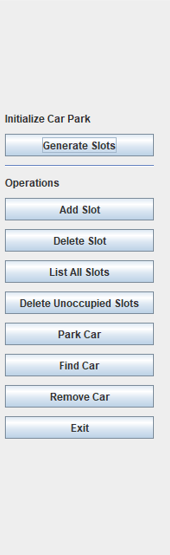 Initialize Car Park
Generate Slots
Operations
Add Slot
Delete Slot
List All Slots
Delete Unoccupied Slots
Park Car
Find Car
Remove Car
Exit